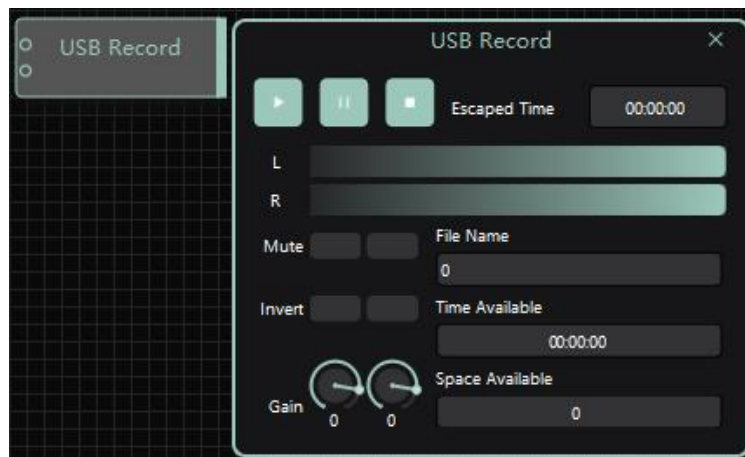 USB Record
USB Record
Escaped Time 00:00:00
L
R
Mute
File Name
0
Invert
Time Available
00:00:00
Gain
0 0
Space Available
0